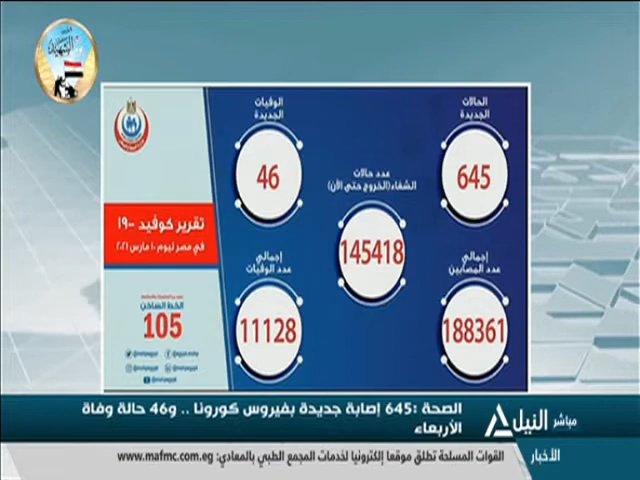 الشهيد
الحالات
الجديدة
645
الوفيات
الجديدة
46
عدد حالات
الشفاء(الخروج حتى الآن)
145418
إجمالي
عدد المصابين
188361
إجمالي
عدد الوفيات
11128
تقرير كوفيد -١٩
في مصر ليوم ١٠ مارس ٢٠٢١
الخط الساخن
105
مباشر النيل
الصحة :645 إصابة جديدة بفيروس كورونا .. و46 حالة وفاة
الأربعاء
الأخبار
القوات المسلحة تطلق موقعا إلكترونيا لخدمات المجمع الطبي بالمعادي: www.mafmc.com.eg